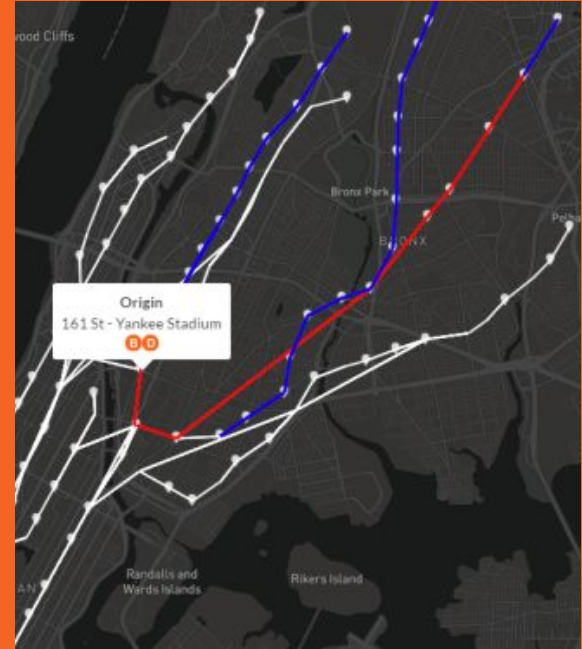 wood Cliffs
Bronx Park
BRONX
Pelha
Origin
161 St - Yankee Stadium
B D
Randalls and
Wards Islands
Rikers Island
AN